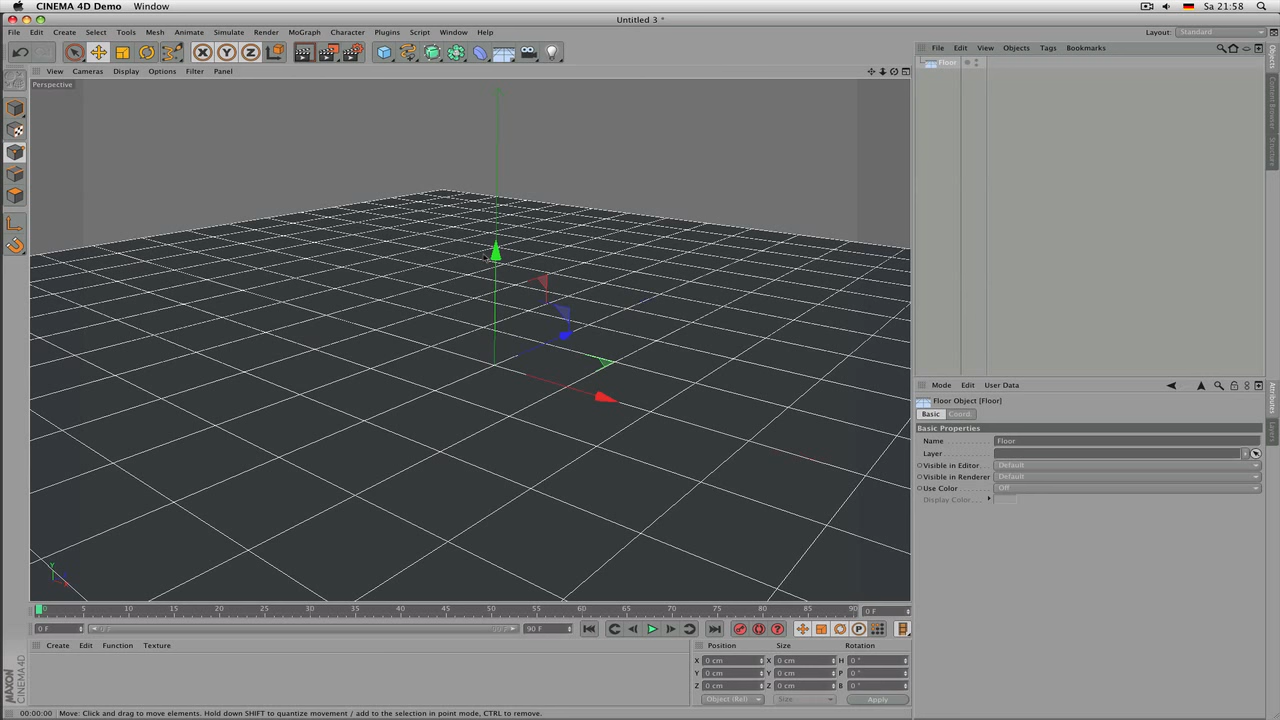 CINEMA 4D Demo Window Sa 21:58
Untitled 3 *
File Edit Create Select Tools Mesh Animate Simulate Render MoGraph Character Plugins Script Window Help Layout: Standard
X Y Z
File Edit View Objects Tags Bookmarks
Floor
Objects
Content Browser
Structure
View Cameras Display Options Filter Panel
Perspective
Mode Edit User Data
Floor Object [Floor]
Basic Coord.
Basic Properties
Name Floor
Layer
Visible in Editor Default
Visible in Renderer Default
Use Color Off
Display Color
Attributes
Layers
Y
0 5 10 15 20 25 30 35 40 45 50 55 60 65 70 75 80 85 90 0 F
0 F 0 F 90 F P
Create Edit Function Texture
Position Size Rotation
X 0 cm X 0 cm H 0 °
Y 0 cm Y 0 cm P 0 °
Z 0 cm Z 0 cm B 0 °
Object (Rel) Size Apply
MAXON
CINEMA 4D
00:00:00 Move: Click and drag to move elements. Hold down SHIFT to quantize movement / add to the selection in point mode, CTRL to remove.